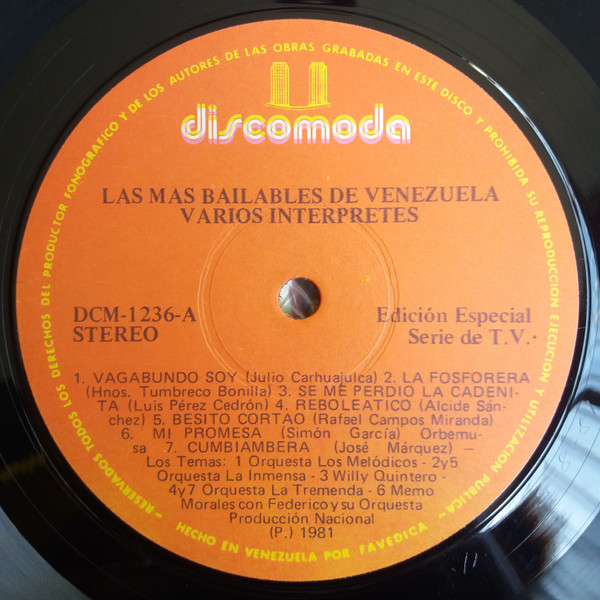 RESERVADOS TODOS LOS DERECHOS DEL PRODUCTOR FONOGRAFICO Y DE LOS AUTORES DE LAS OBRAS GRABADAS EN ESTE DISCO Y PROHIBIDA SU REPRODUCCION EJECUCION Y UTILIZACION PUBLICA
discomoda
LAS MAS BAILABLES DE VENEZUELA
VARIOS INTERPRETES
DCM-1236-A
STEREO
Edición Especial
Serie de T.V.
1. VAGABUNDO SOY (Julio Carhuajulca) 2. LA FOSFORERA
(Hnos. Tumbreco Bonilla) 3. SE ME PERDIO LA CADENI-
TA (Luis Pérez Cedrón) 4. REBOLEATICO (Alcide Sán-
chez) 5. BESITO CORTAO (Rafael Campos Miranda)
6. MI PROMESA (Simón García) Orbemu-
sa 7. CUMBIAMBERA (José Márquez) —
Los Temas: 1 Orquesta Los Melódicos - 2y5
Orquesta La Inmensa - 3 Willy Quintero -
4y7 Orquesta La Tremenda - 6 Memo
Morales con Federico y su Orquesta
Producción Nacional
(P.) 1981
HECHO EN VENEZUELA POR FAVEDICA